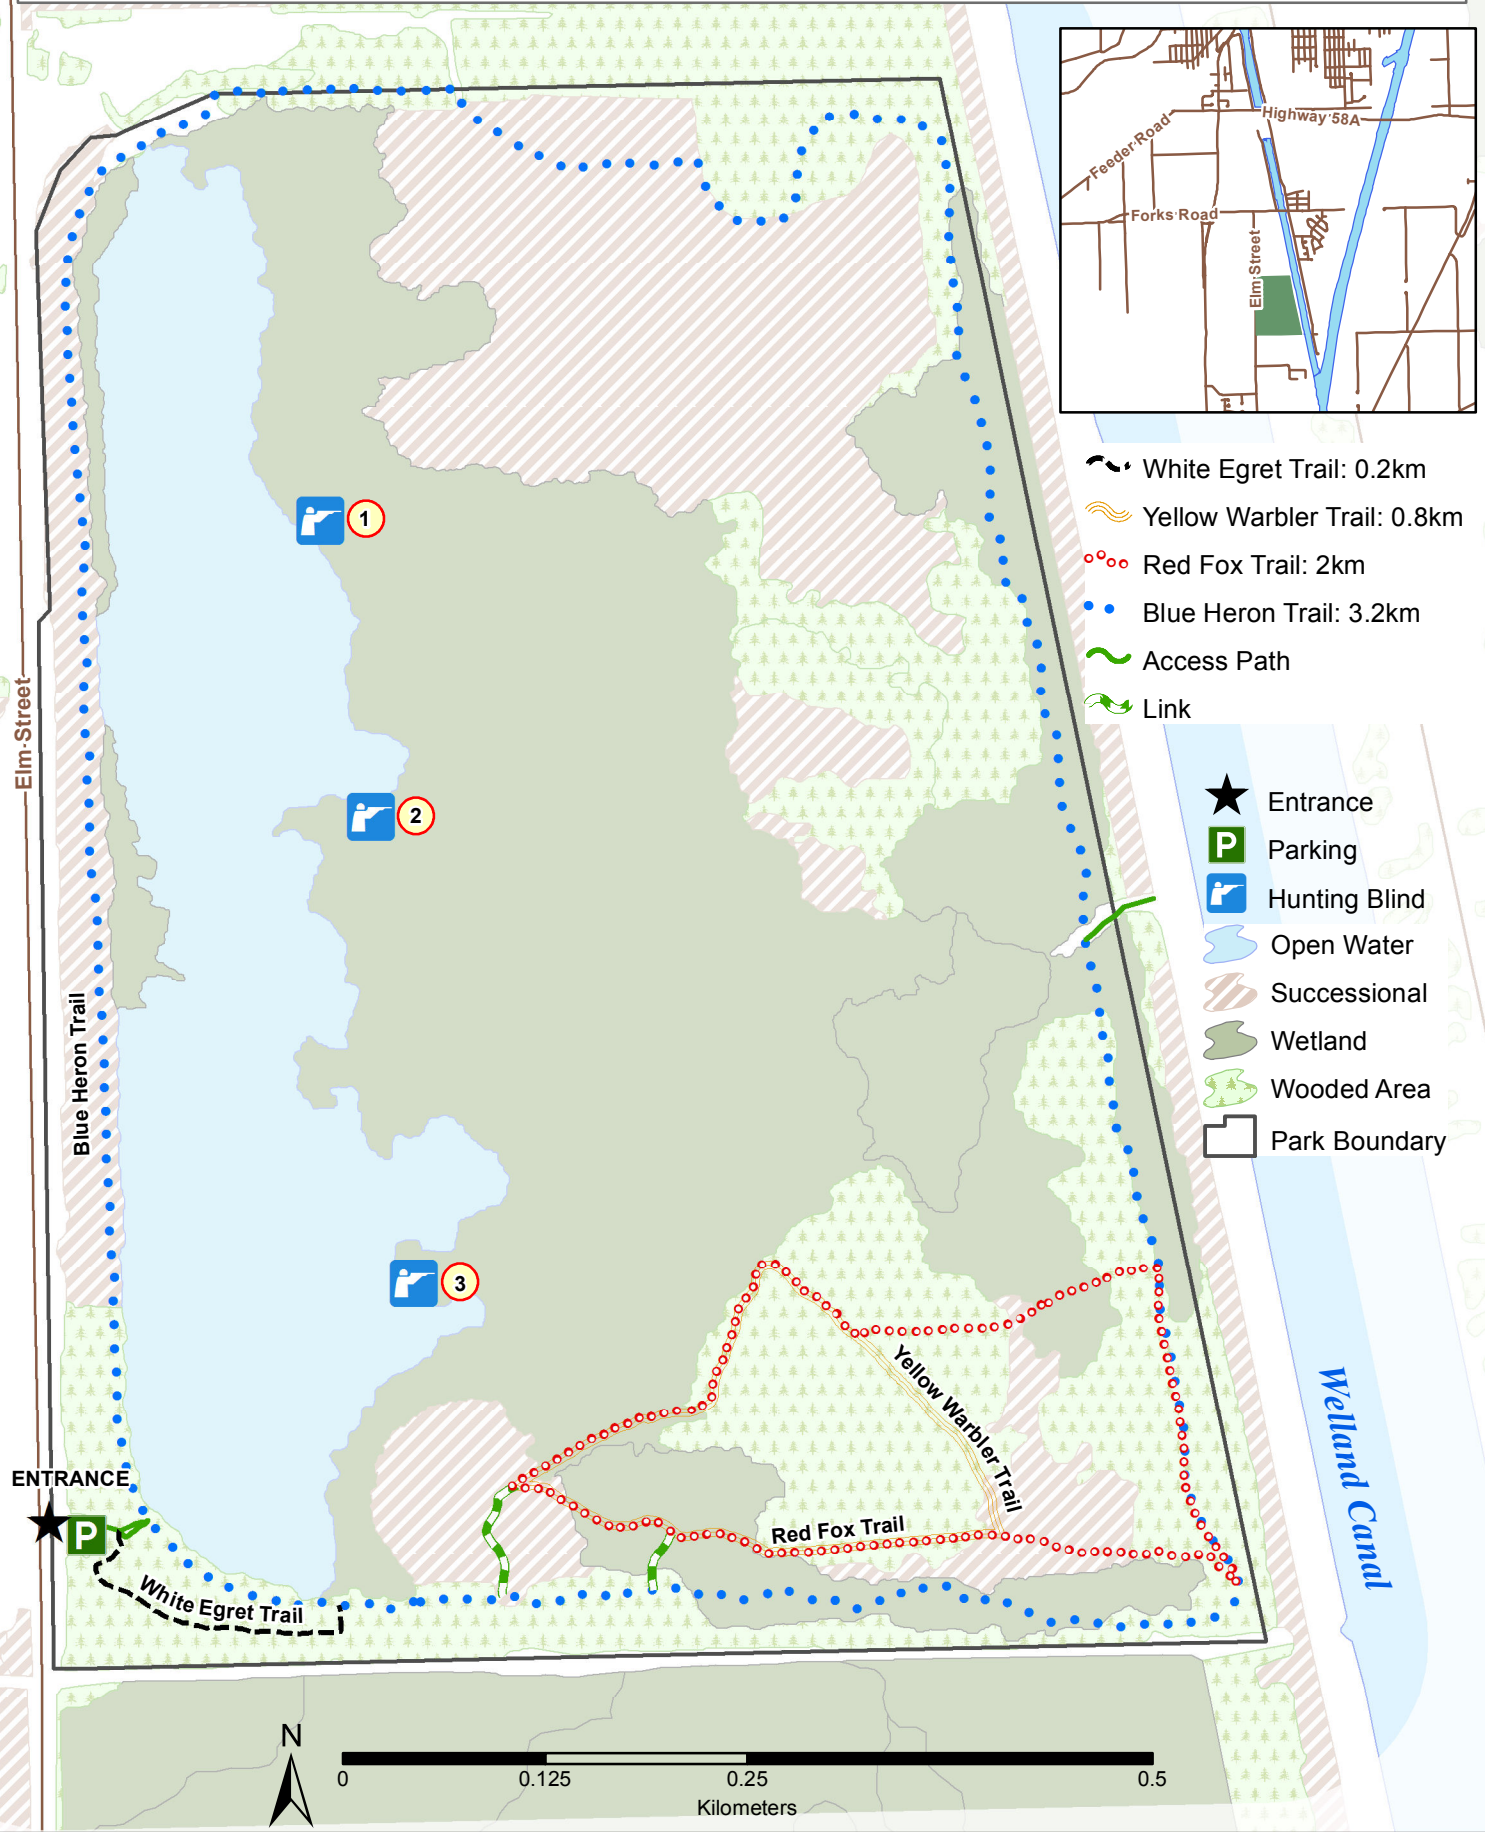 Highway 58A
Feeder Road
Forks Road
Elm Street
White Egret Trail: 0.2km
Yellow Warbler Trail: 0.8km
Red Fox Trail: 2km
Blue Heron Trail: 3.2km
Access Path
Link
1
2
3
Elm Street
Entrance
P
Parking
Hunting Blind
Open Water
Successional
Wetland
Wooded Area
Park Boundary
Blue Heron Trail
Yellow Warbler Trail
Welland Canal
ENTRANCE
P
Red Fox Trail
White Egret Trail
N
0
0.125
0.25
0.5
Kilometers